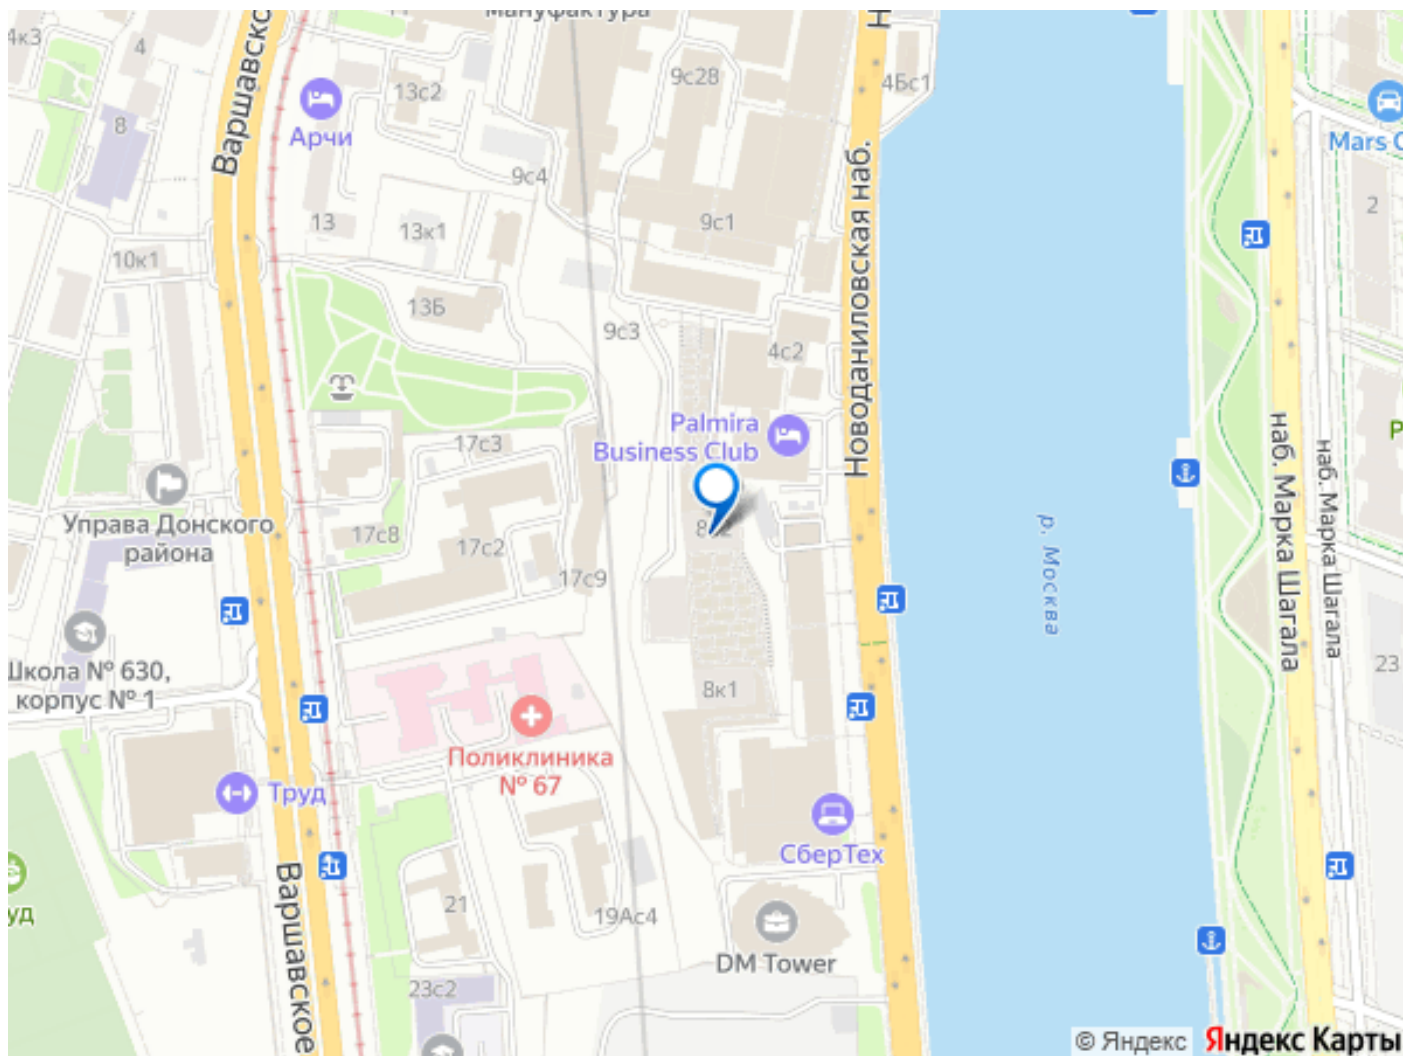 мануфактура
Варшавское
4к3
4
8
Арчи
13с2
9с28
4Бс1
Mars
9с4
Новоданиловская наб.
2
13
13к1
9с1
10к1
13Б
9с3
4с2
Palmira
Business Club
17с3
Управа Донского
района
17с8
17с2
17с9
р. Москва
наб. Марка Шагала
наб. Марка Шагала
Школа № 630,
корпус № 1
8к1
23
Поликлиника
№ 67
Труд
СберТех
Варшавское
уд
21
19Ас4
DM Tower
23с2
© Яндекс
Яндекс Карты